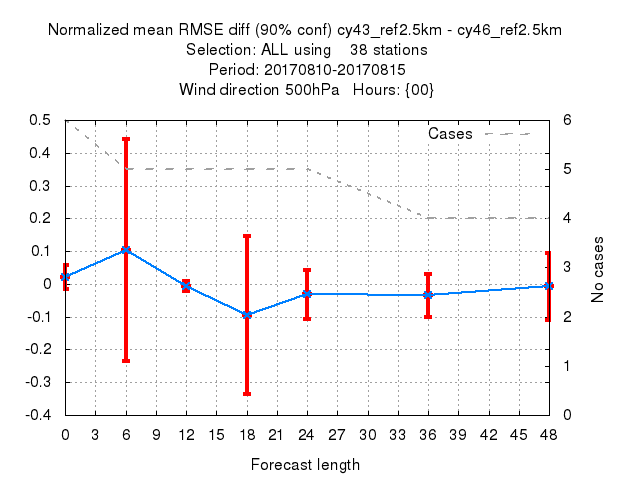 Normalized mean RMSE diff (90% conf) cy43_ref2.5km - cy46_ref2.5km
Selection: ALL using    38 stations
Period: 20170810-20170815
Wind direction 500hPa   Hours: {00}
0.5
0.4
0.3
0.2
0.1
0
-0.1
-0.2
-0.3
-0.4
Cases
6
5
4
3
2
1
0
No cases
0 3 6 9 12 15 18 21 24 27 30 33 36 39 42 45 48
Forecast length